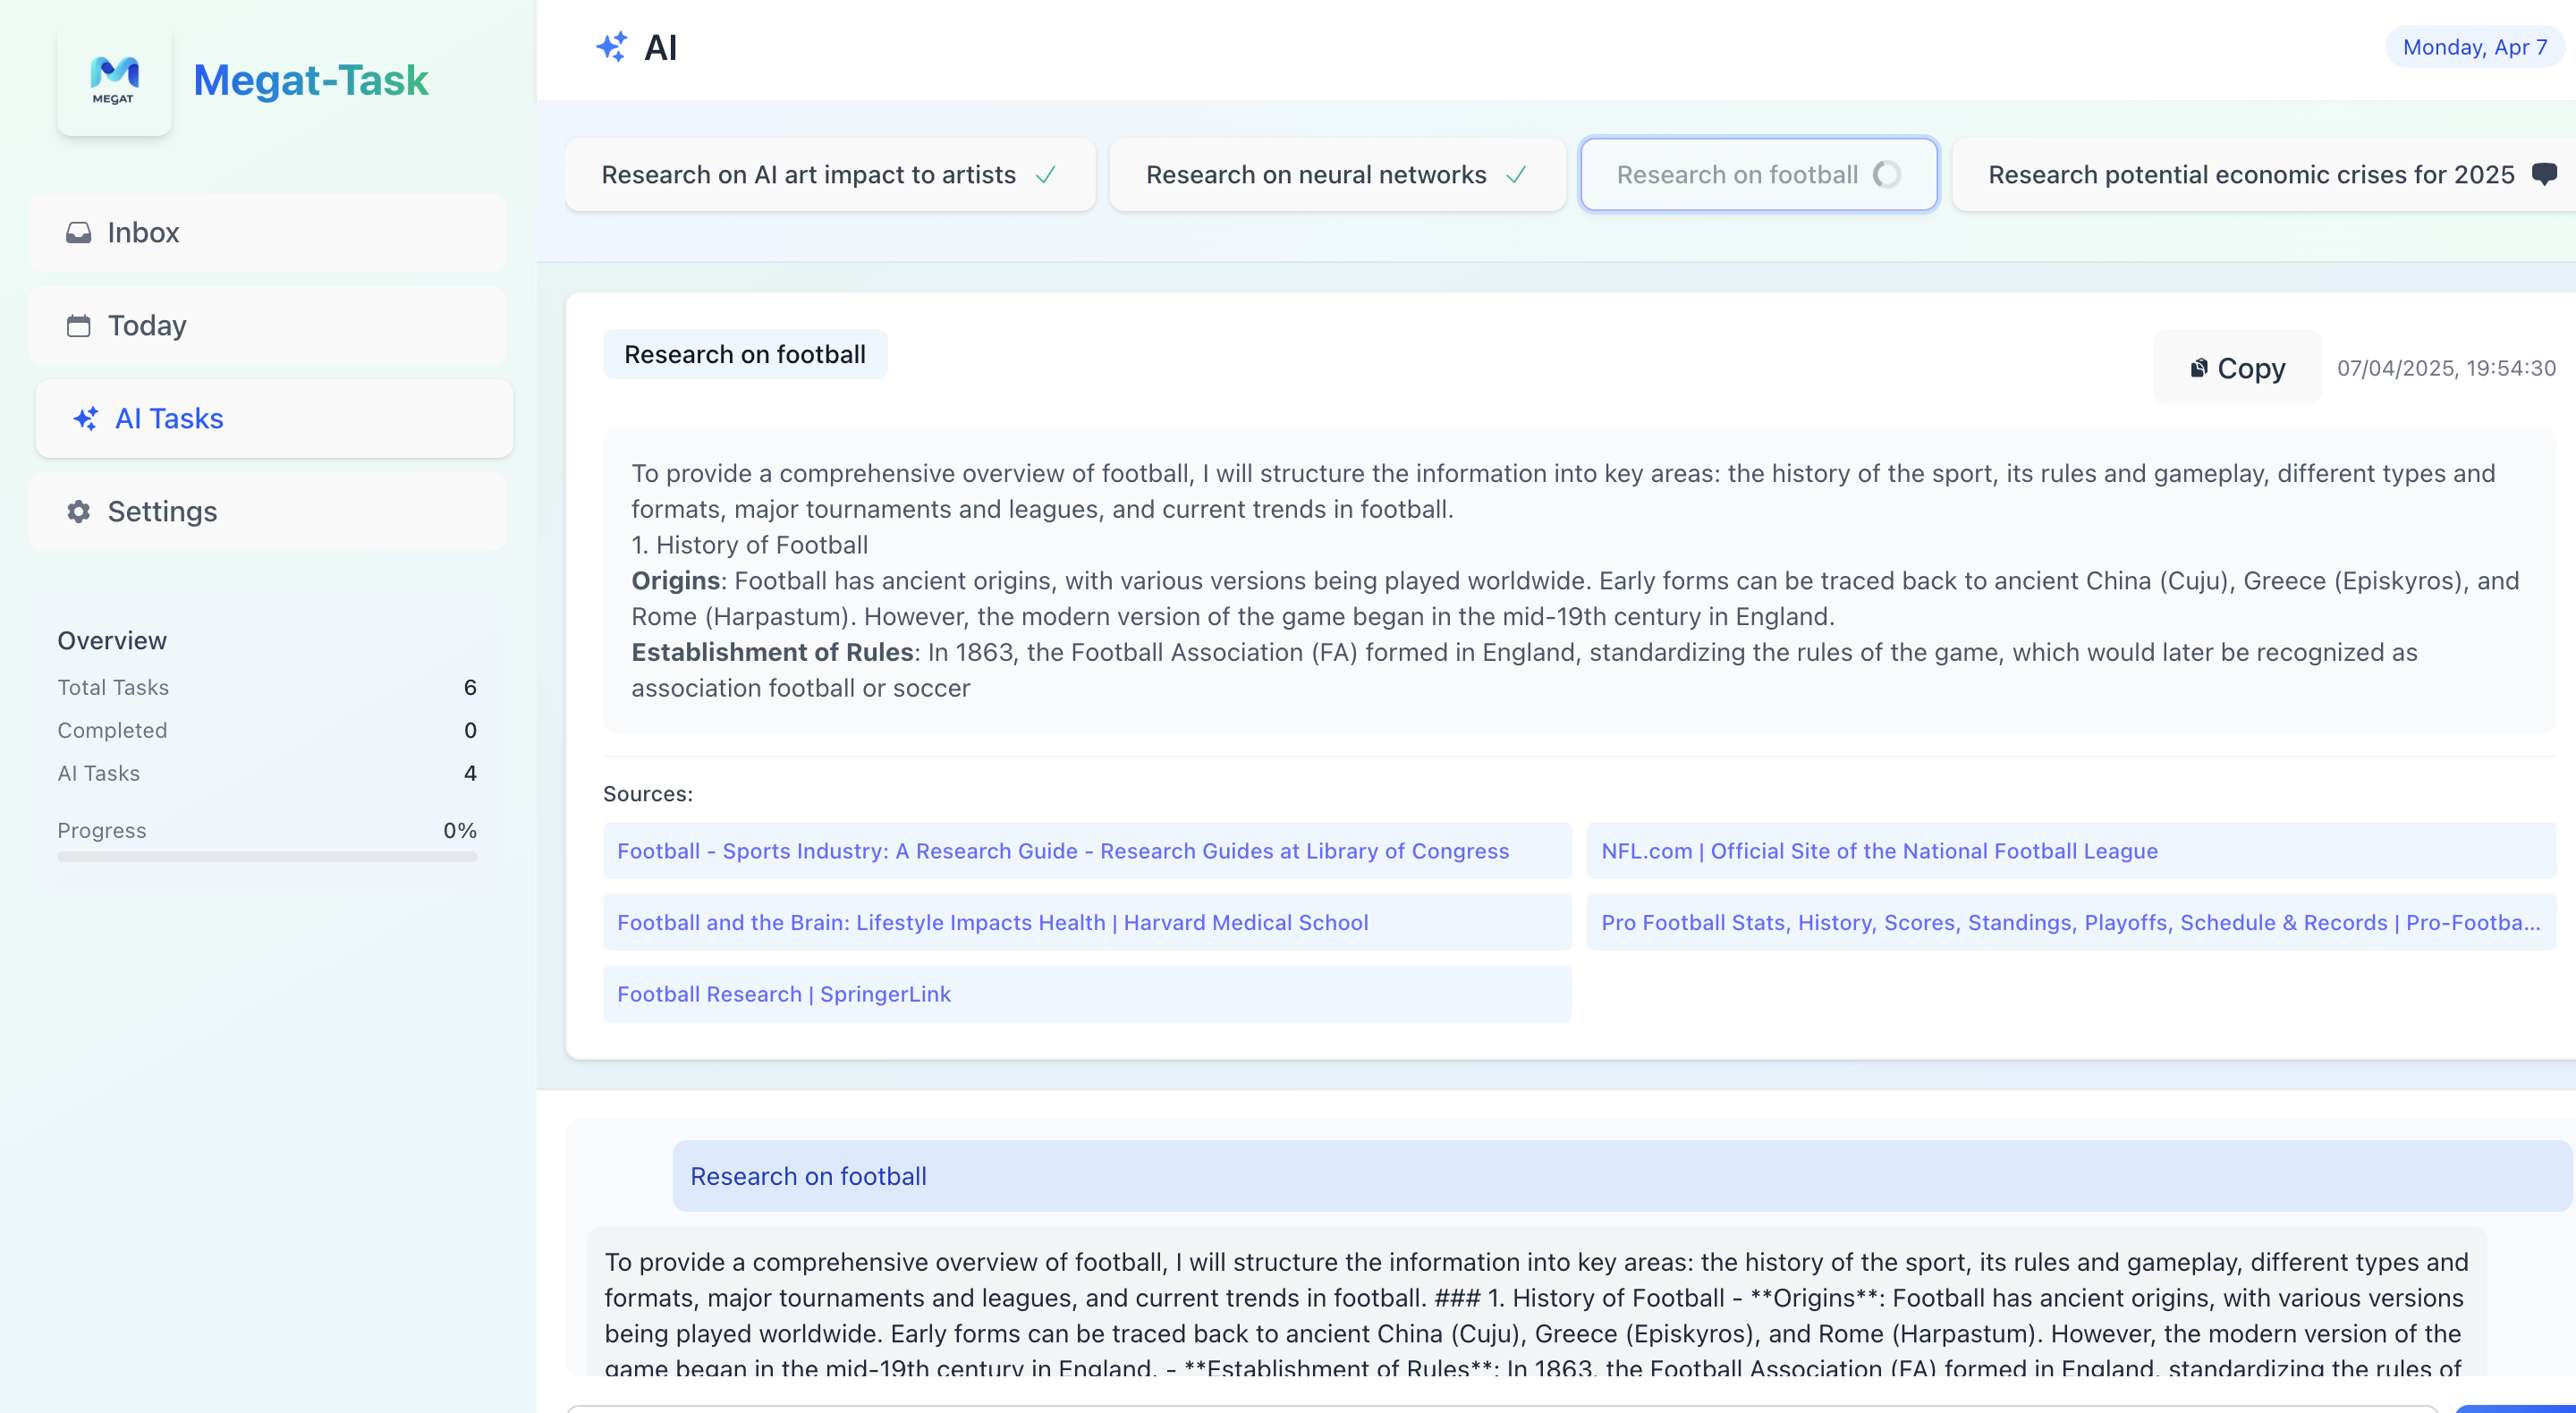 MEGAT
Megat-Task
Inbox
Today
AI Tasks
Settings
Overview
Total Tasks 6
Completed 0
AI Tasks 4
Progress 0%
AI
Monday, Apr 7
Research on AI art impact to artists
Research on neural networks
Research on football
Research potential economic crises for 2025
Research on football
Copy
07/04/2025, 19:54:30
To provide a comprehensive overview of football, I will structure the information into key areas: the history of the sport, its rules and gameplay, different types and
formats, major tournaments and leagues, and current trends in football.
1. History of Football
Origins: Football has ancient origins, with various versions being played worldwide. Early forms can be traced back to ancient China (Cuju), Greece (Episkyros), and
Rome (Harpastum). However, the modern version of the game began in the mid-19th century in England.
Establishment of Rules: In 1863, the Football Association (FA) formed in England, standardizing the rules of the game, which would later be recognized as
association football or soccer
Sources:
Football - Sports Industry: A Research Guide - Research Guides at Library of Congress
NFL.com | Official Site of the National Football League
Football and the Brain: Lifestyle Impacts Health | Harvard Medical School
Pro Football Stats, History, Scores, Standings, Playoffs, Schedule & Records | Pro-Footba...
Football Research | SpringerLink
Research on football
To provide a comprehensive overview of football, I will structure the information into key areas: the history of the sport, its rules and gameplay, different types and
formats, major tournaments and leagues, and current trends in football. ### 1. History of Football - **Origins**: Football has ancient origins, with various versions
being played worldwide. Early forms can be traced back to ancient China (Cuju), Greece (Episkyros), and Rome (Harpastum). However, the modern version of the
game began in the mid-19th century in England. - **Establishment of Rules**: In 1863, the Football Association (FA) formed in England, standardizing the rules of